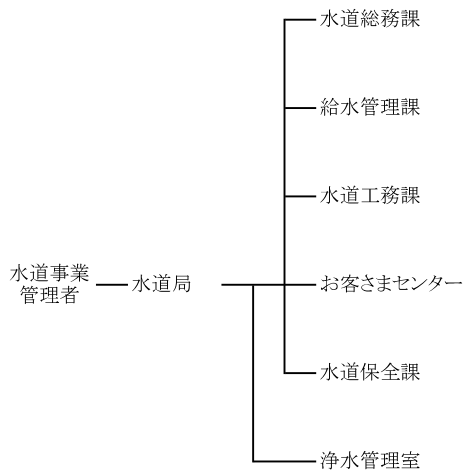 水道総務課
給水管理課
水道工務課
水道事業
管理者
水道局
お客さまセンター
水道保全課
浄水管理室